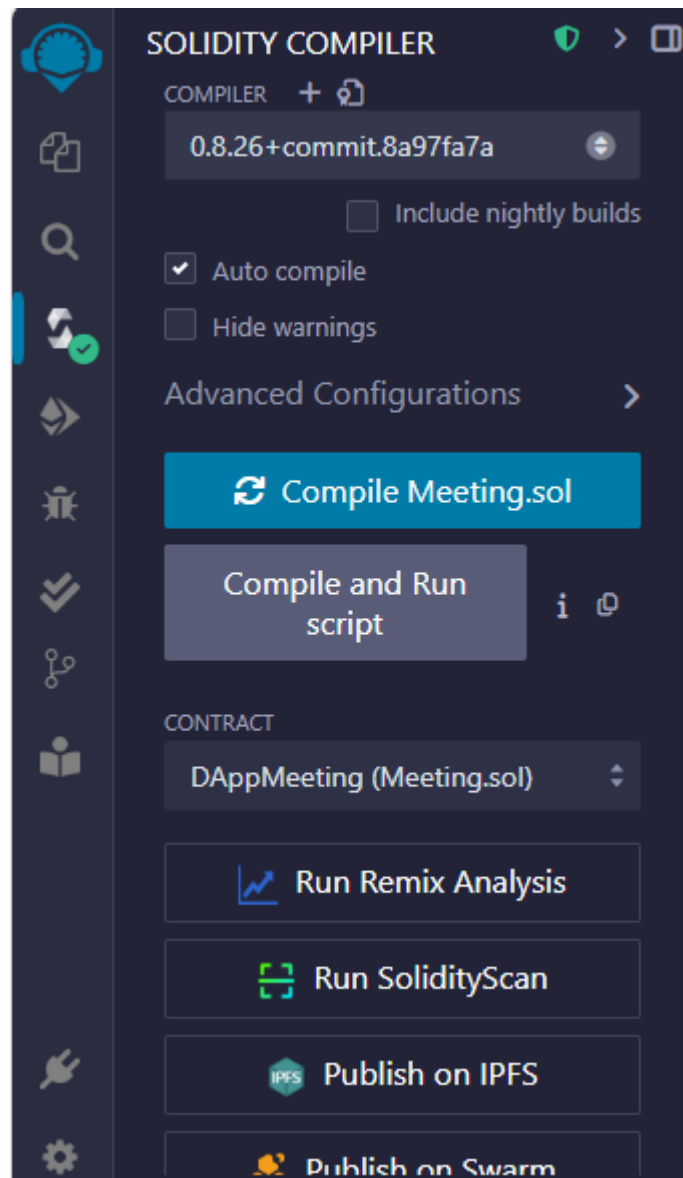 SOLIDITY COMPILER
COMPILER
0.8.26+commit.8a97fa7a
Include nightly builds
Auto compile
Hide warnings
Advanced Configurations
Compile Meeting.sol
Compile and Run
script
CONTRACT
DAppMeeting (Meeting.sol)
Run Remix Analysis
Run SolidityScan
IPFS
Publish on IPFS
Publish on Swarm